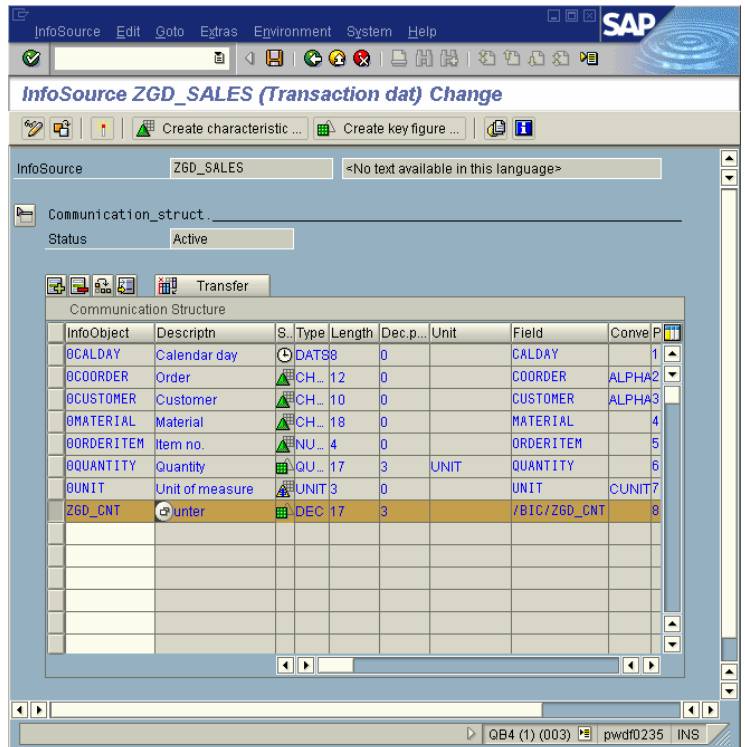 InfoSource Edit Goto Extras Environment System Help
SAP
InfoSource ZGD_SALES (Transaction dat) Change
Create characteristic ... Create key figure ...
InfoSource ZGD_SALES <No text available in this language>
Communication_struct.
Status Active
Transfer
Communication Structure
InfoObject Descriptn S.. Type Length Dec.p... Unit Field Conve P
0CALDAY Calendar day DATS 8 0 CALDAY 1
0COORDER Order CH... 12 0 COORDER ALPHA 2
0CUSTOMER Customer CH... 10 0 CUSTOMER ALPHA 3
0MATERIAL Material CH... 18 0 MATERIAL 4
0ORDERITEM Item no. NU... 4 0 ORDERITEM 5
0QUANTITY Quantity QU... 17 3 UNIT QUANTITY 6
0UNIT Unit of measure UNIT 3 0 UNIT CUNIT 7
ZGD_CNT unter DEC 17 3 /BIC/ZGD_CNT 8
QB4 (1) (003) pwdf0235 INS